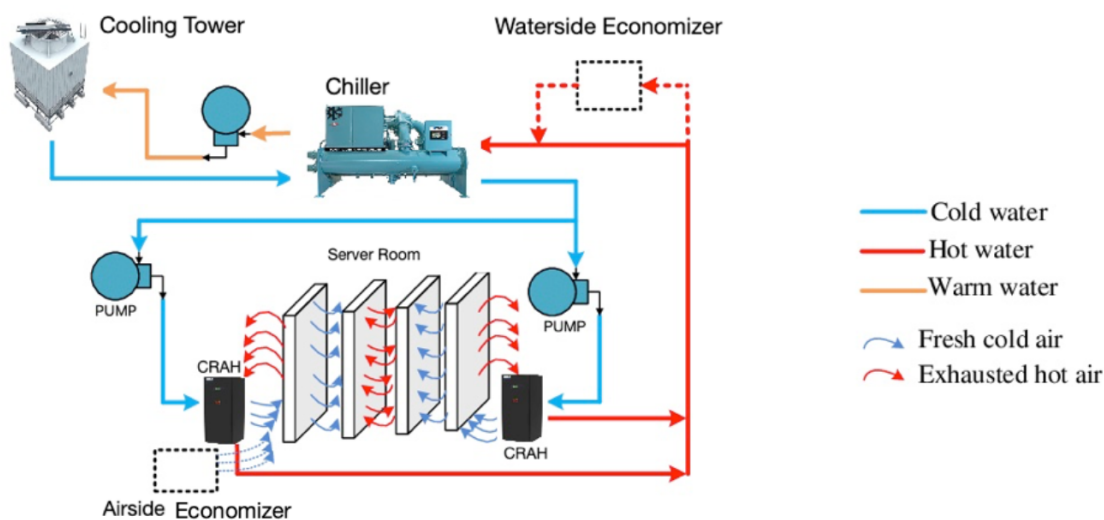 Cooling Tower
Waterside Economizer
Chiller
Cold water
Hot water
Warm water
Fresh cold air
Exhausted hot air
Server Room
PUMP
PUMP
CRAH
CRAH
Airside Economizer